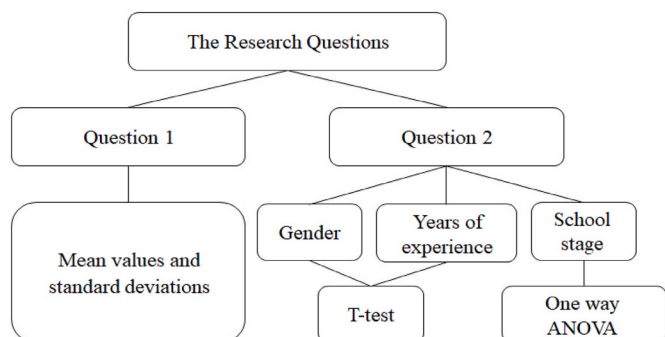 The Research Questions
Question 1
Question 2
Mean values and
standard deviations
Gender
Years of
experience
School
stage
T-test
One way
ANOVA